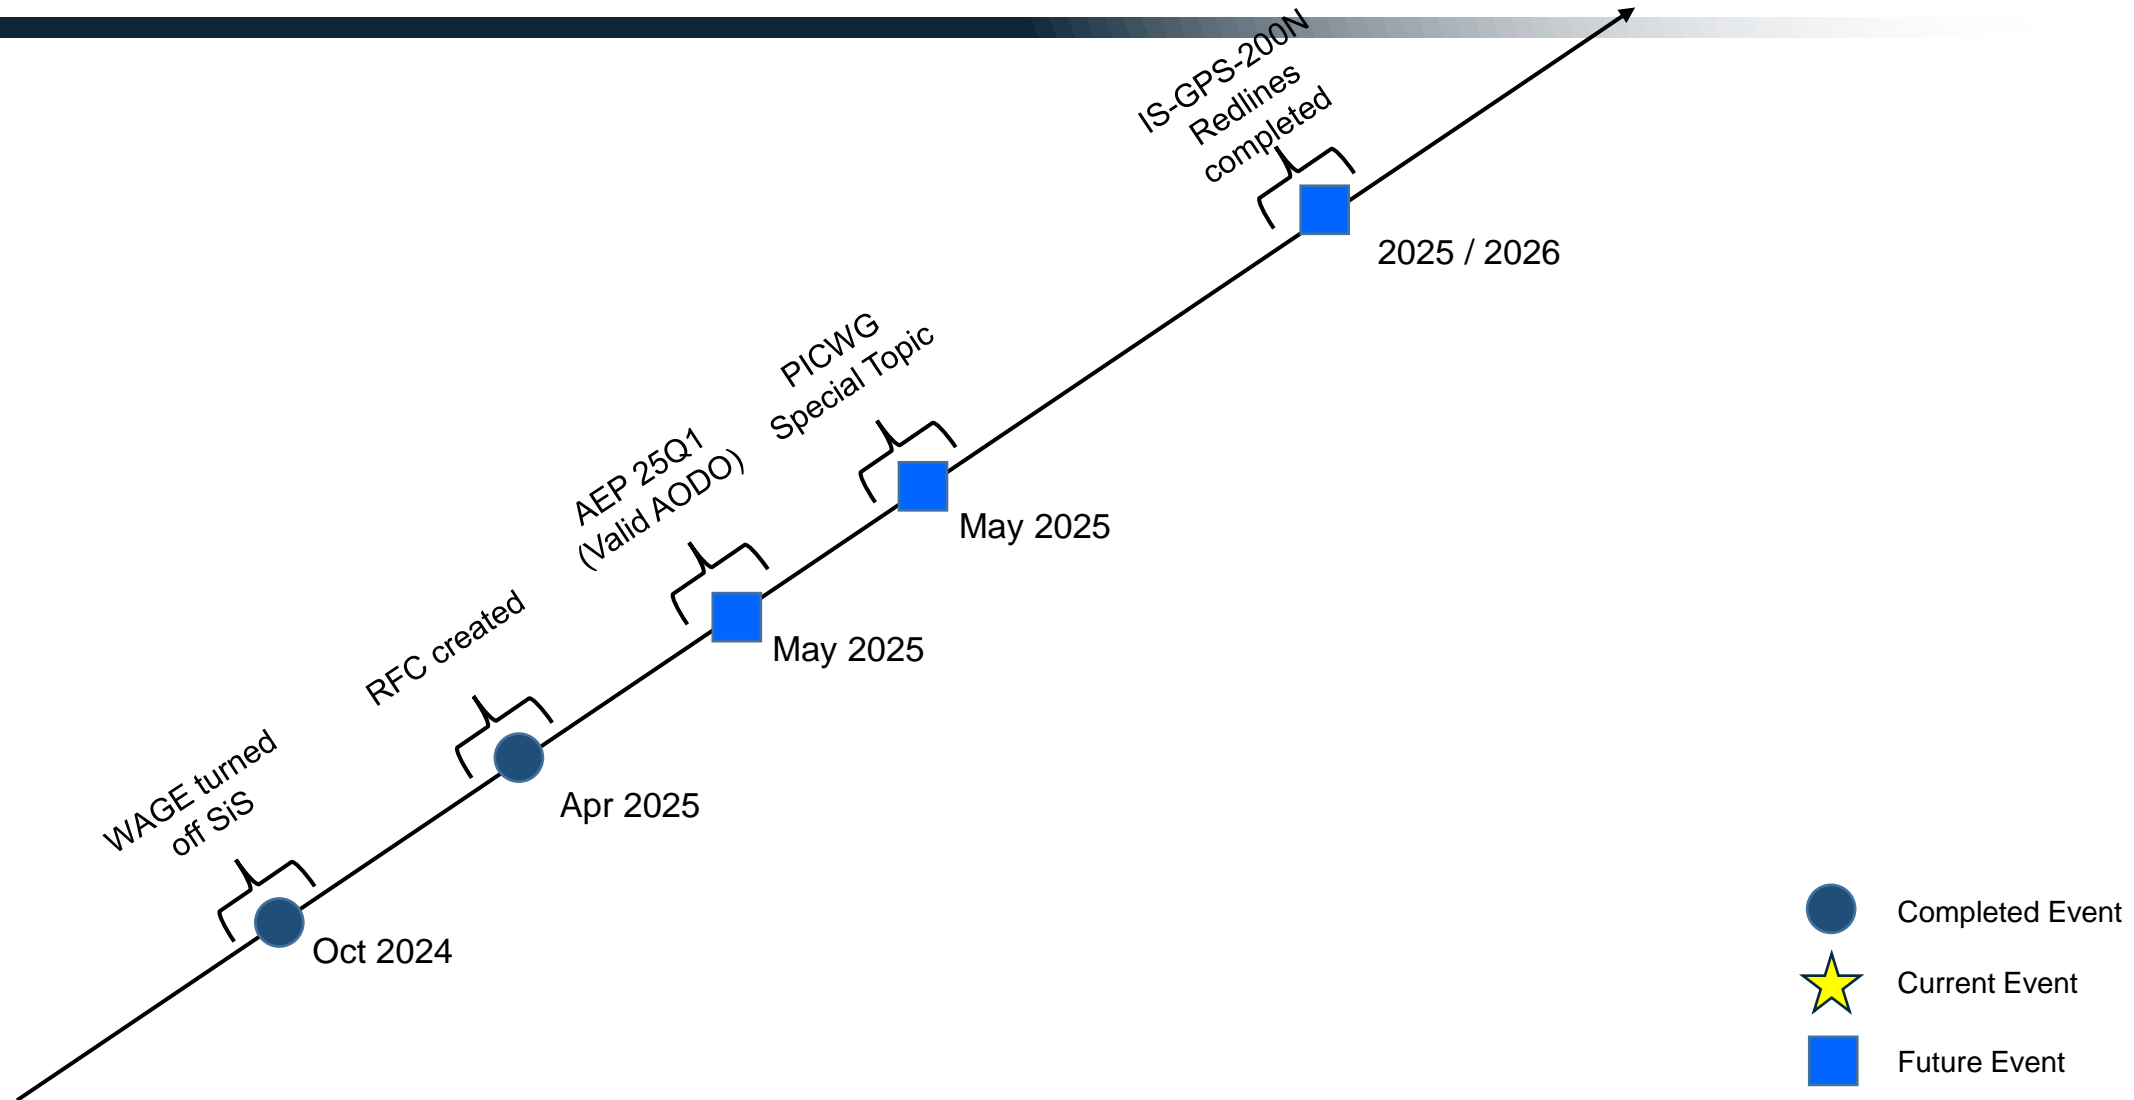 IS-GPS-200N
Redlines
completed
2025 / 2026
PICWG
Special Topic
May 2025
AEP 25Q1
(Valid AODO)
May 2025
RFC created
Apr 2025
WAGE turned
off SiS
Oct 2024
Completed Event
Current Event
Future Event